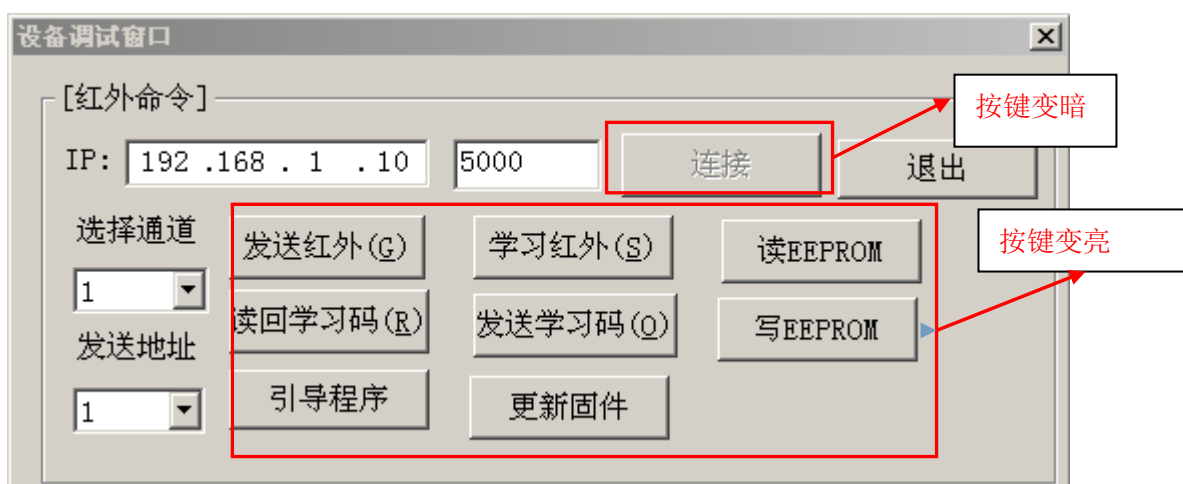 设备调试窗口
[红外命令]
按键变暗
IP: 192 .168 . 1 .10 5000 连接 退出
选择通道 发送红外(G) 学习红外(S) 读EEPROM
按键变亮
1
读回学习码(R) 发送学习码(O) 写EEPROM
发送地址
1 引导程序 更新固件